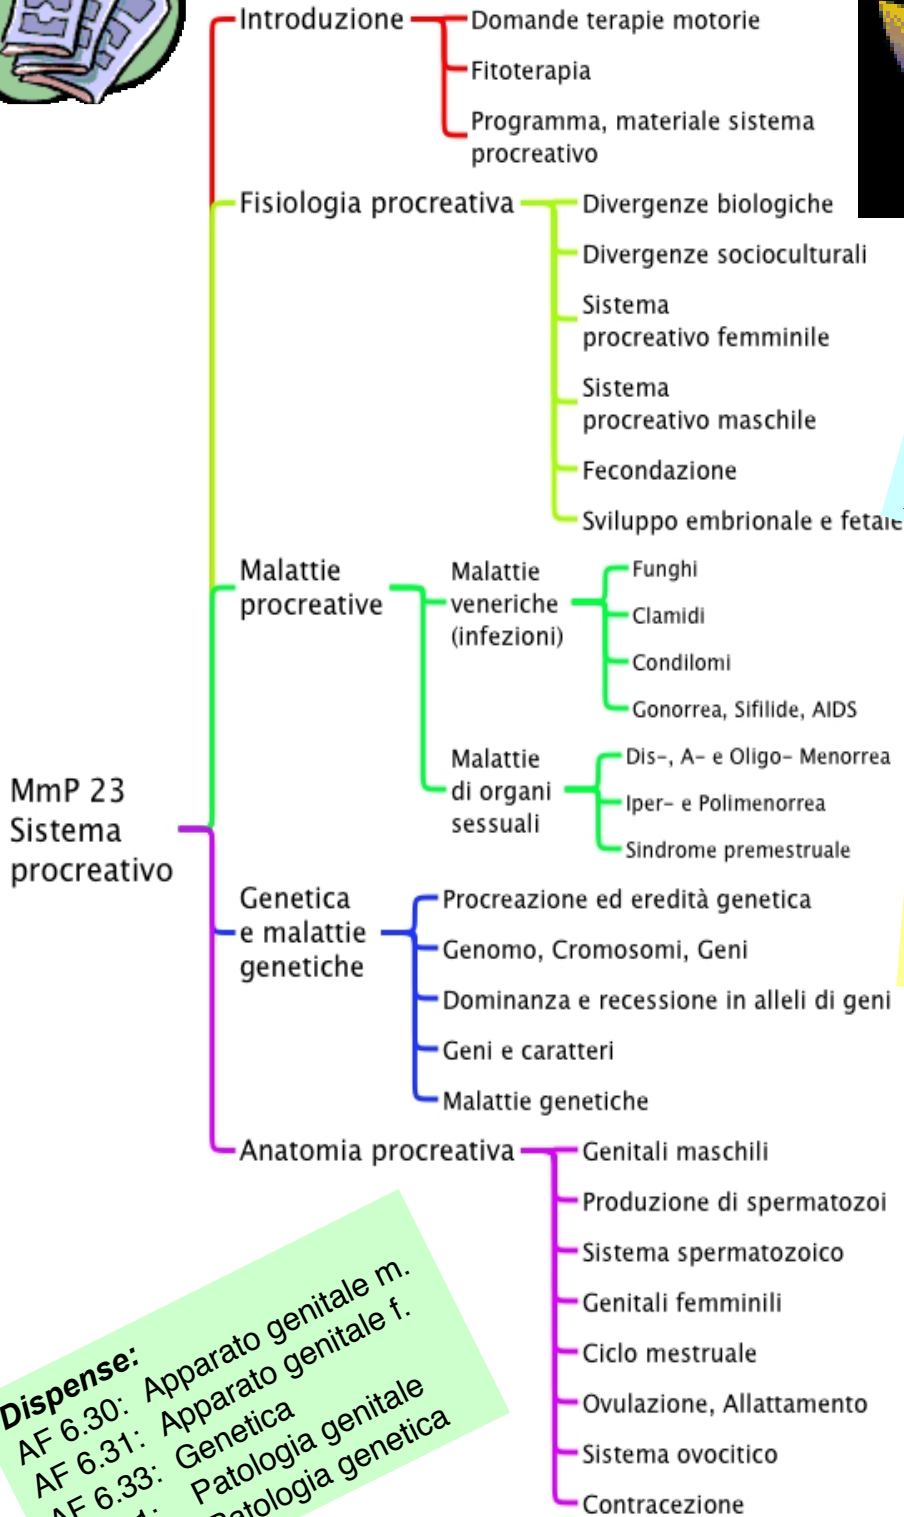 Introduzione
Domande terapie motorie
Fitoterapia
Programma, materiale sistema
procreativo
Fisiologia procreativa
Divergenze biologiche
Divergenze socioculturali
Sistema
procreativo femminile
Sistema
procreativo maschile
Fecondazione
Sviluppo embrionale e fetale
Malattie
procreative
Malattie
veneriche
(infezioni)
Funghi
Clamidi
Condilomi
Gonorrea, Sifilide, AIDS
Malattie
di organi
sessuali
Dis-, A- e Oligo- Menorrea
Iper- e Polimenorrea
Sindrome premestruale
MmP 23
Sistema
procreativo
Genetica
e malattie
genetiche
Procreazione ed eredità genetica
Genomo, Cromosomi, Geni
Dominanza e recessione in alleli di geni
Geni e caratteri
Malattie genetiche
Anatomia procreativa
Genitali maschili
Produzione di spermatozoi
Sistema spermatozoico
Genitali femminili
Ciclo mestruale
Ovulazione, Allattamento
Sistema ovocitico
Contracezione
Dispense:
AF 6.30: Apparato genitale m.
AF 6.31: Apparato genitale f.
AF 6.33: Genetica
1: Patologia genitale
Patologia genetica